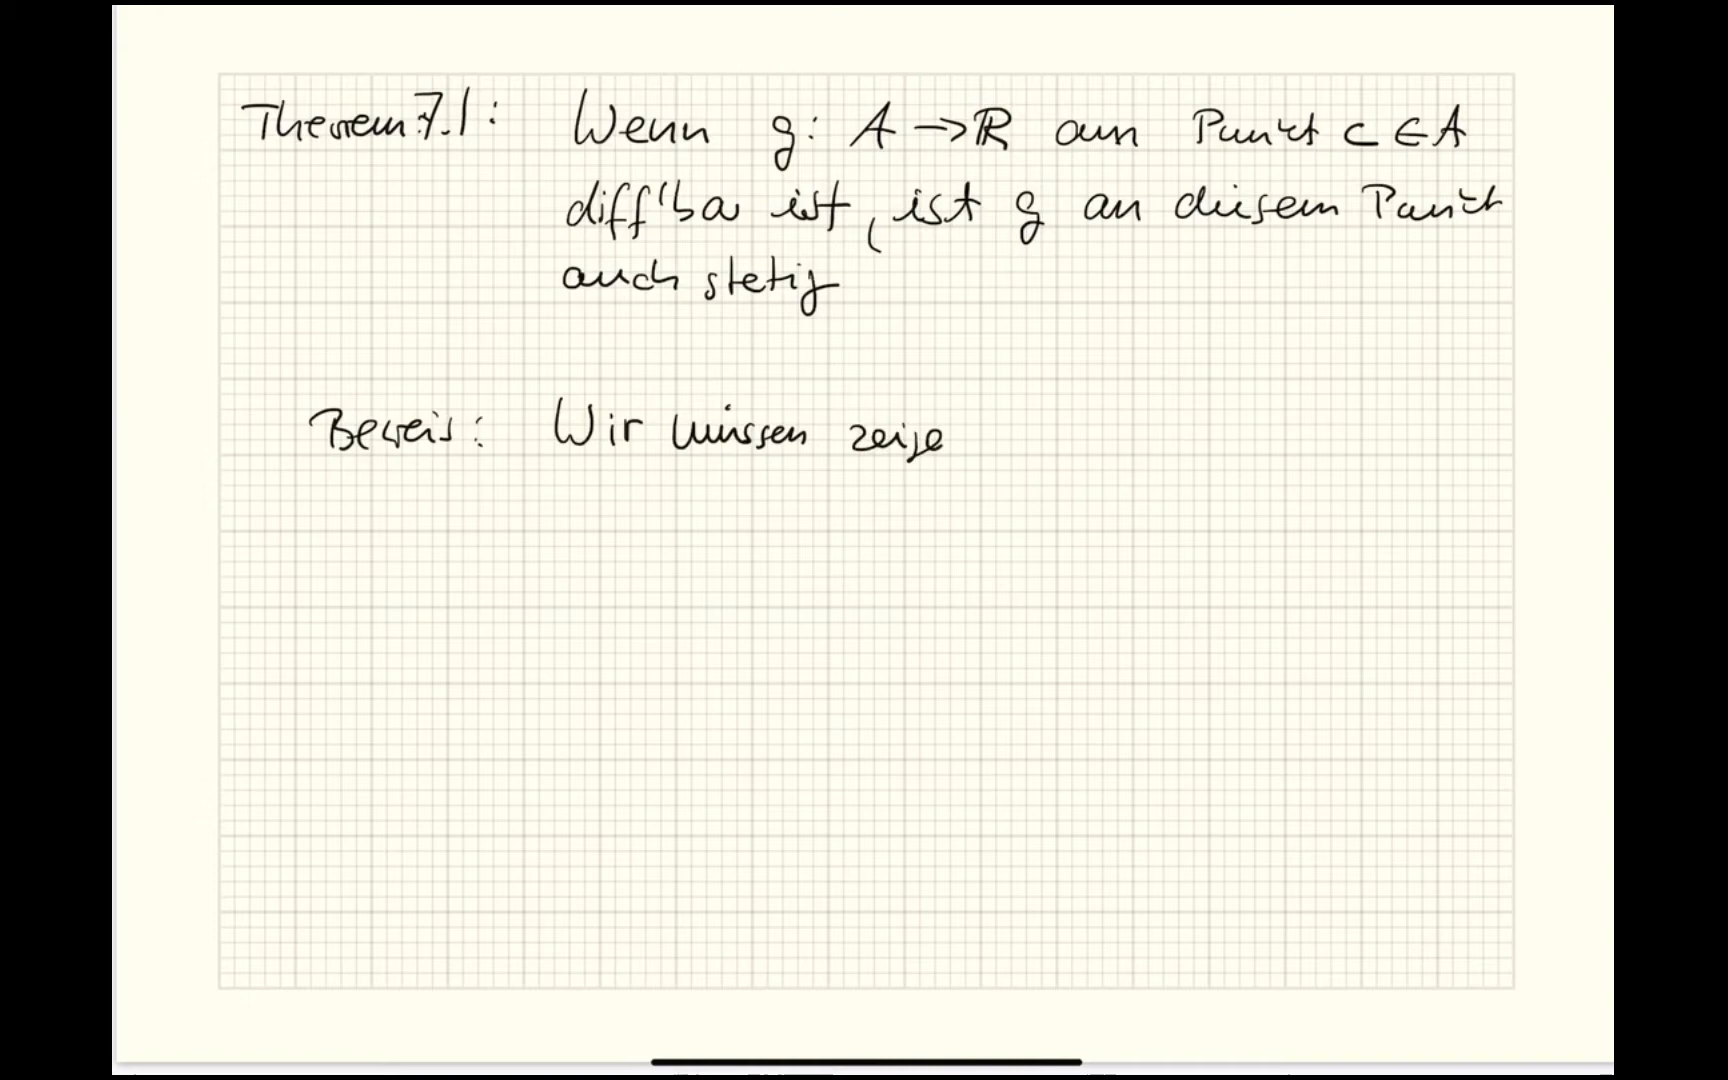 Theorem 7.1: Wenn g: A → ℝ am Punkt c ∈ A
diff'bar ist, ist g an diesem Punkt
auch stetig
Beweis: Wir müssen zeige